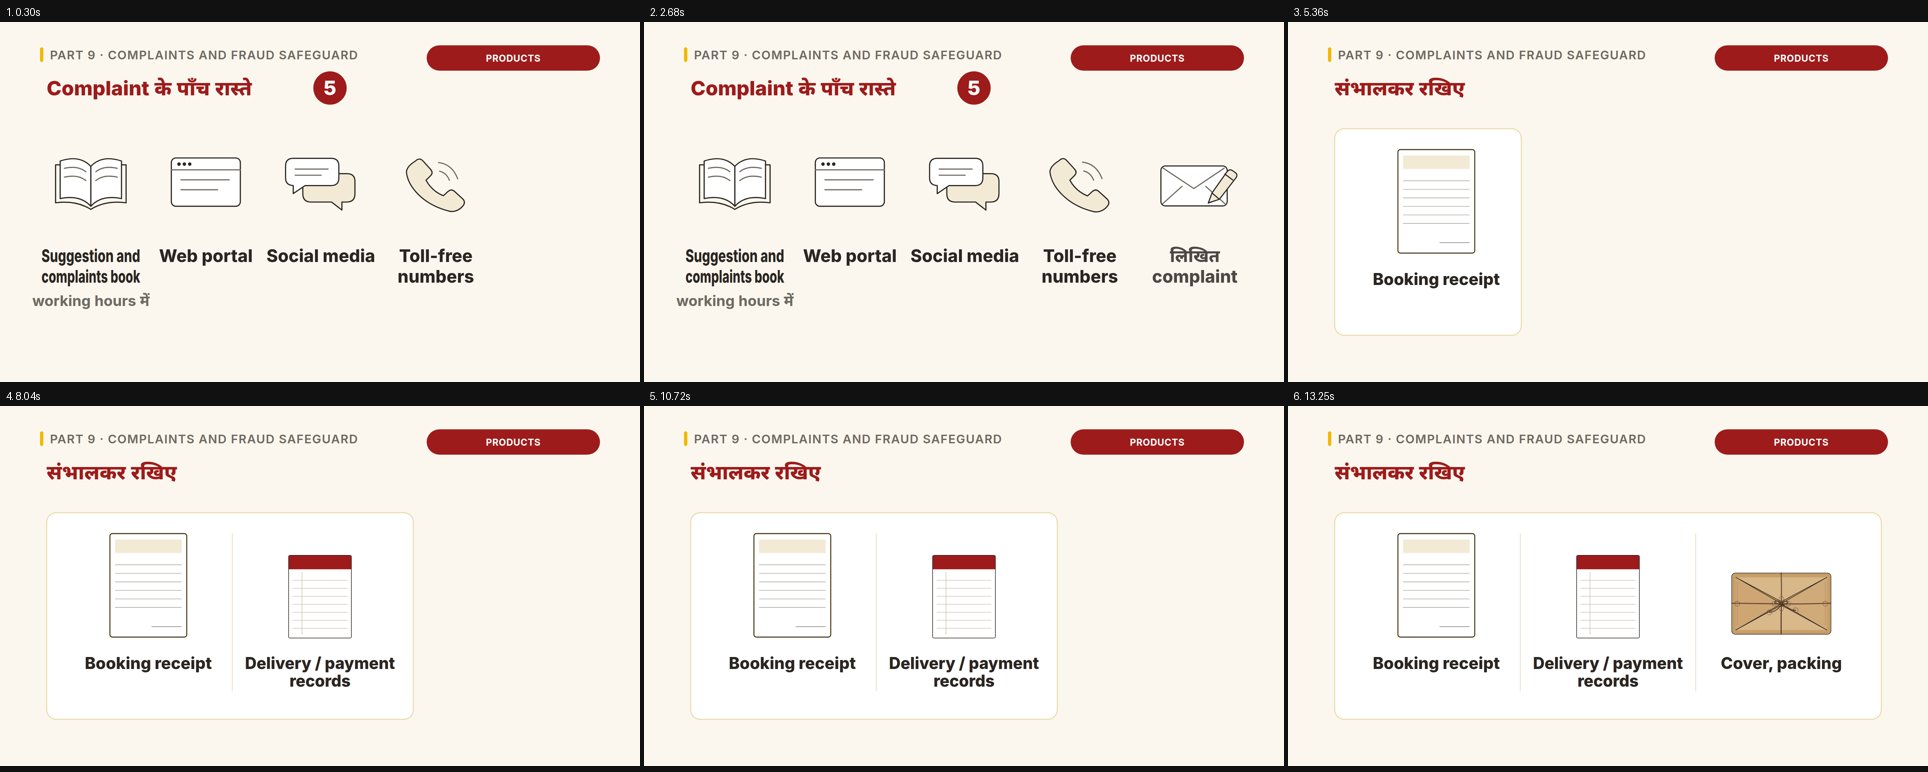 1. 0.30s
PART 9 · COMPLAINTS AND FRAUD SAFEGUARD
PRODUCTS
Complaint के पाँच रास्ते
5
Suggestion and complaints book
working hours में
Web portal
Social media
Toll-free numbers
2. 2.68s
PART 9 · COMPLAINTS AND FRAUD SAFEGUARD
PRODUCTS
Complaint के पाँच रास्ते
5
Suggestion and complaints book
working hours में
Web portal
Social media
Toll-free numbers
लिखित complaint
3. 5.36s
PART 9 · COMPLAINTS AND FRAUD SAFEGUARD
PRODUCTS
संभालकर रखिए
Booking receipt
4. 8.04s
PART 9 · COMPLAINTS AND FRAUD SAFEGUARD
PRODUCTS
संभालकर रखिए
Booking receipt
Delivery / payment records
5. 10.72s
PART 9 · COMPLAINTS AND FRAUD SAFEGUARD
PRODUCTS
संभालकर रखिए
Booking receipt
Delivery / payment records
6. 13.25s
PART 9 · COMPLAINTS AND FRAUD SAFEGUARD
PRODUCTS
संभालकर रखिए
Booking receipt
Delivery / payment records
Cover, packing